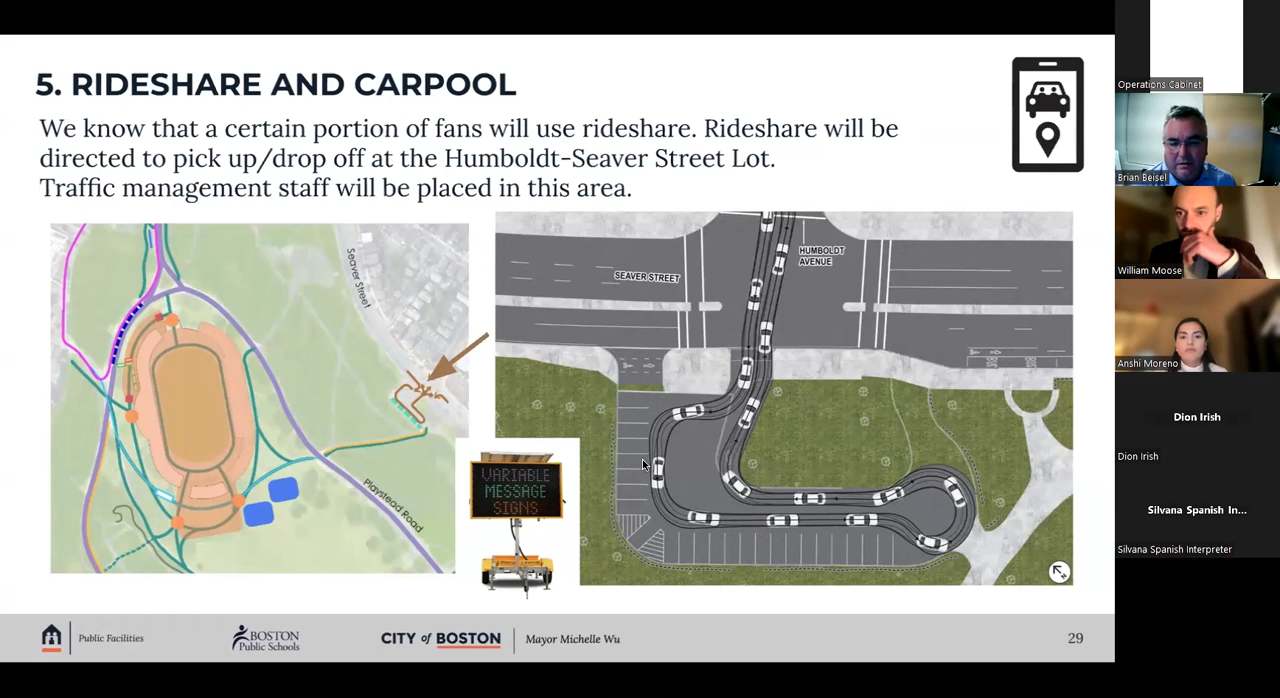 5. RIDESHARE AND CARPOOL
We know that a certain portion of fans will use rideshare. Rideshare will be
directed to pick up/drop off at the Humboldt-Seaver Street Lot.
Traffic management staff will be placed in this area.
Seaver Street
Playstead Road
VARIABLE
MESSAGE
SIGNS
SEAVER STREET
HUMBOLDT
AVENUE
BUS
Public Facilities
BOSTON
Public Schools
CITY of BOSTON
Mayor Michelle Wu
29
Operations Cabinet
Brian Beisel
William Moose
Anshi Moreno
Dion Irish
Dion Irish
Silvana Spanish In...
Silvana Spanish Interpreter